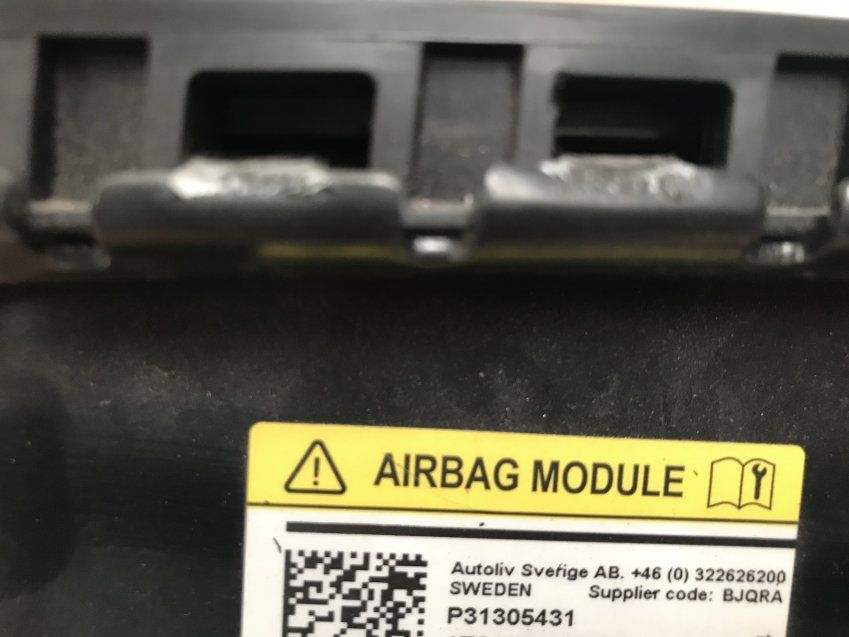 AIRBAG MODULE
Autoliv Sverige AB. +46 (0) 322626200
SWEDEN Supplier code: BJQRA
P31305431